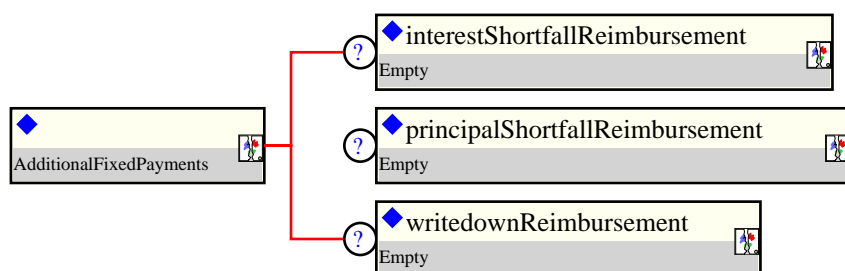 ?
interestShortfallReimbursement
Empty
AdditionalFixedPayments
?
principalShortfallReimbursement
Empty
?
writedownReimbursement
Empty